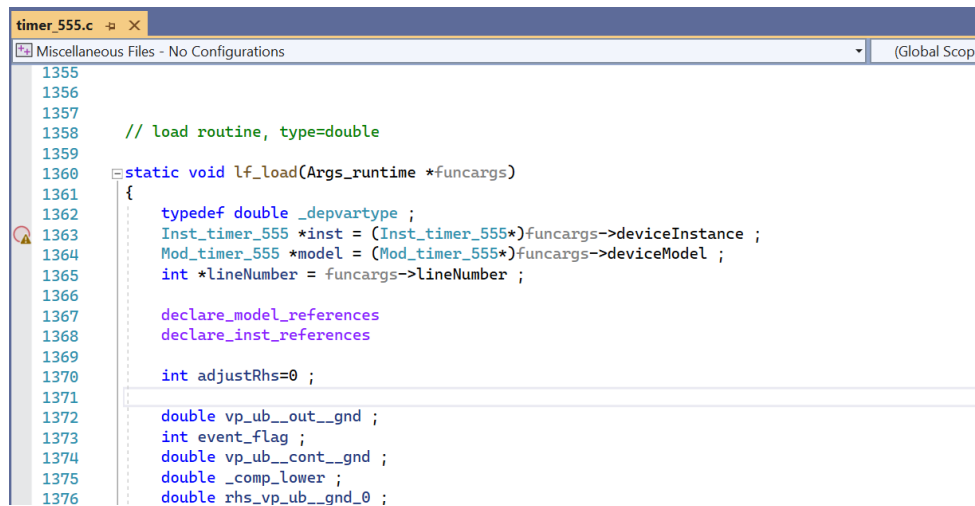 timer_555.c
Miscellaneous Files - No Configurations (Global Scop
1355
1356
1357
1358 // load routine, type=double
1359
1360 static void lf_load(Args_runtime *funcargs)
1361 {
1362 typedef double _depvartype ;
1363 Inst_timer_555 *inst = (Inst_timer_555*)funcargs->deviceInstance ;
1364 Mod_timer_555 *model = (Mod_timer_555*)funcargs->deviceModel ;
1365 int *lineNumber = funcargs->lineNumber ;
1366
1367 declare_model_references
1368 declare_inst_references
1369
1370 int adjustRhs=0 ;
1371
1372 double vp_ub__out__gnd ;
1373 int event_flag ;
1374 double vp_ub__cont__gnd ;
1375 double _comp_lower ;
1376 double rhs_vp_ub__gnd_0 ;